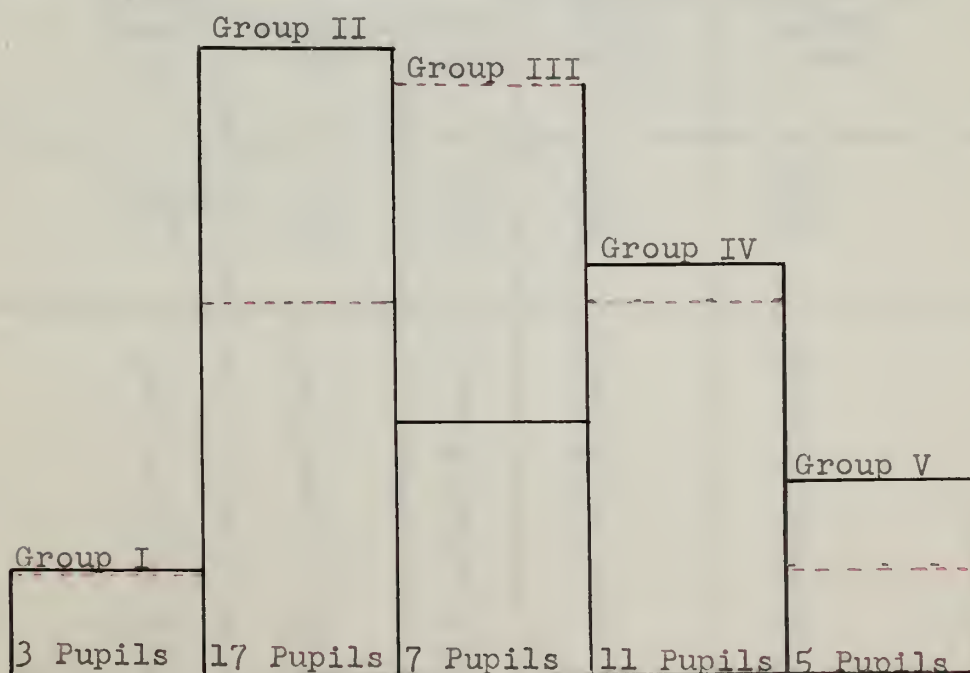 Group II
Group III
Group IV
Group V
Group I
3 Pupils
17 Pupils
7 Pupils
11 Pupils
5 Pupils